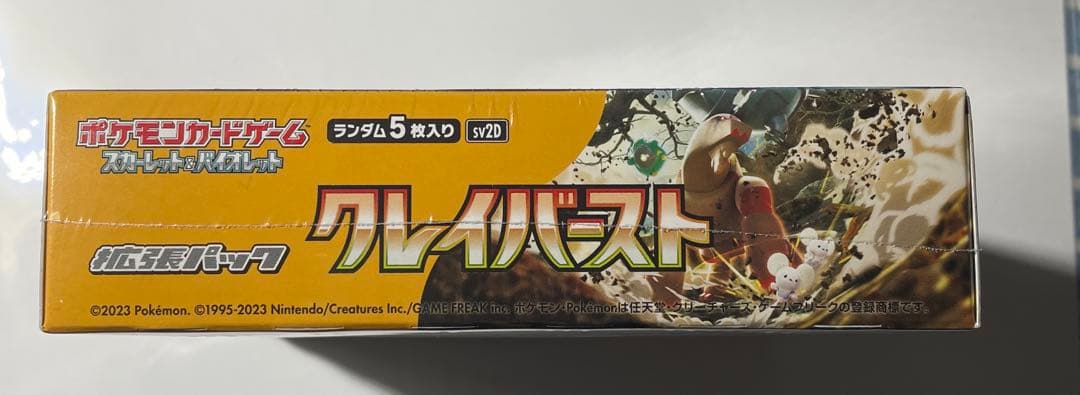 ポケモンカードゲーム
スカーレット&バイオレット
ランダム5枚入り sv2D
クレイバースト
拡張パック
©2023 Pokémon. ©1995-2023 Nintendo/Creatures Inc./GAME FREAK inc. ポケモン・Pokémonは任天堂・クリーチャーズ・ゲームフリークの登録商標です。